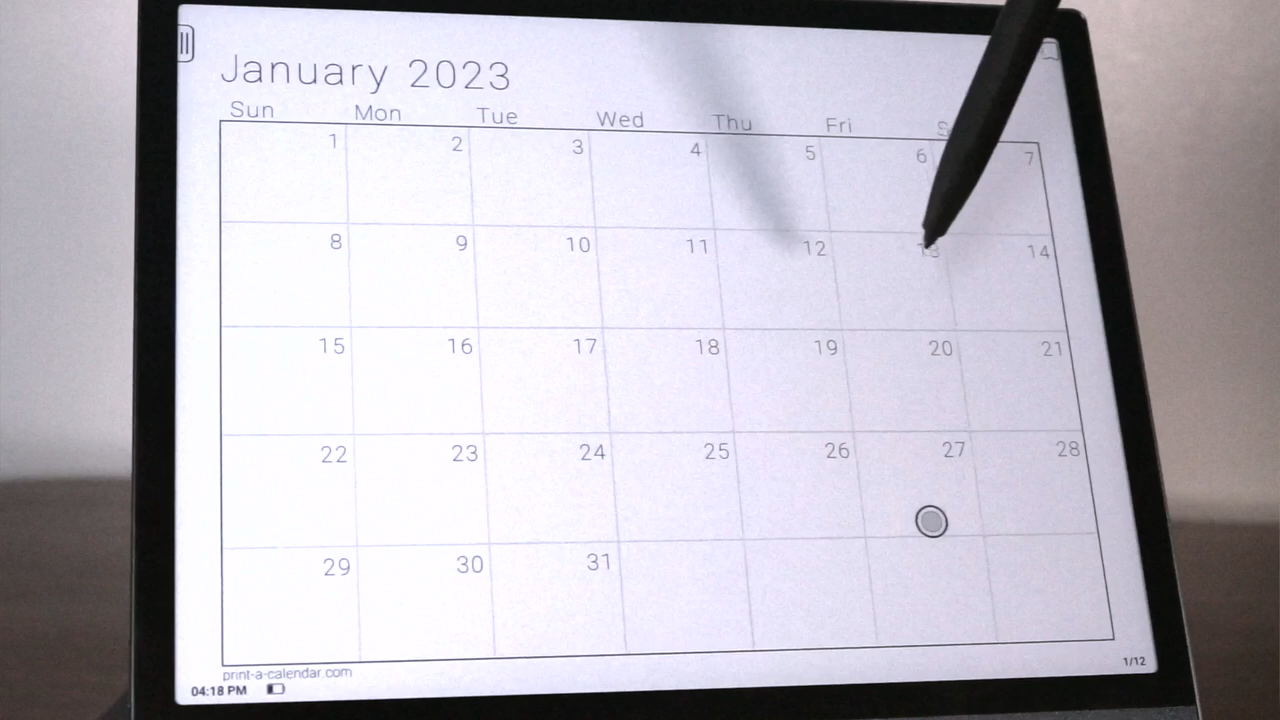 January 2023
Sun Mon Tue Wed Thu Fri
1 2 3 4 5 6 7
8 9 10 11 12 13 14
15 16 17 18 19 20 21
22 23 24 25 26 27 28
29 30 31
print-a-calendar.com
04:18 PM
1/12